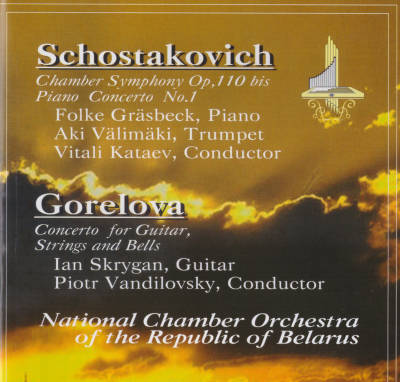 Schostakovich
Chamber Symphony Op,110 bis
Piano Concerto No.1
Folke Gräsbeck, Piano
Aki Välimäki, Trumpet
Vitali Kataev, Conductor
Gorelova
Concerto for Guitar,
Strings and Bells
Ian Skrygan, Guitar
Piotr Vandilovsky, Conductor
National Chamber Orchestra
of the Republic of Belarus